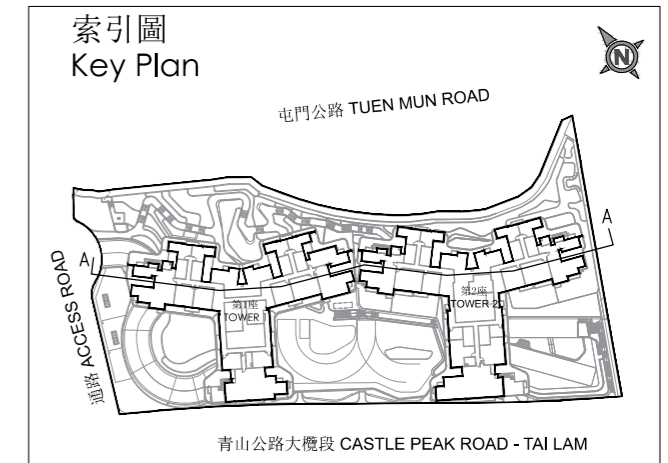 索引圖
Key Plan
N
屯門公路 TUEN MUN ROAD
A
A
通路 ACCESS ROAD
第1座
TOWER 1
第2座
TOWER 2
青山公路大欖段 CASTLE PEAK ROAD - TAI LAM